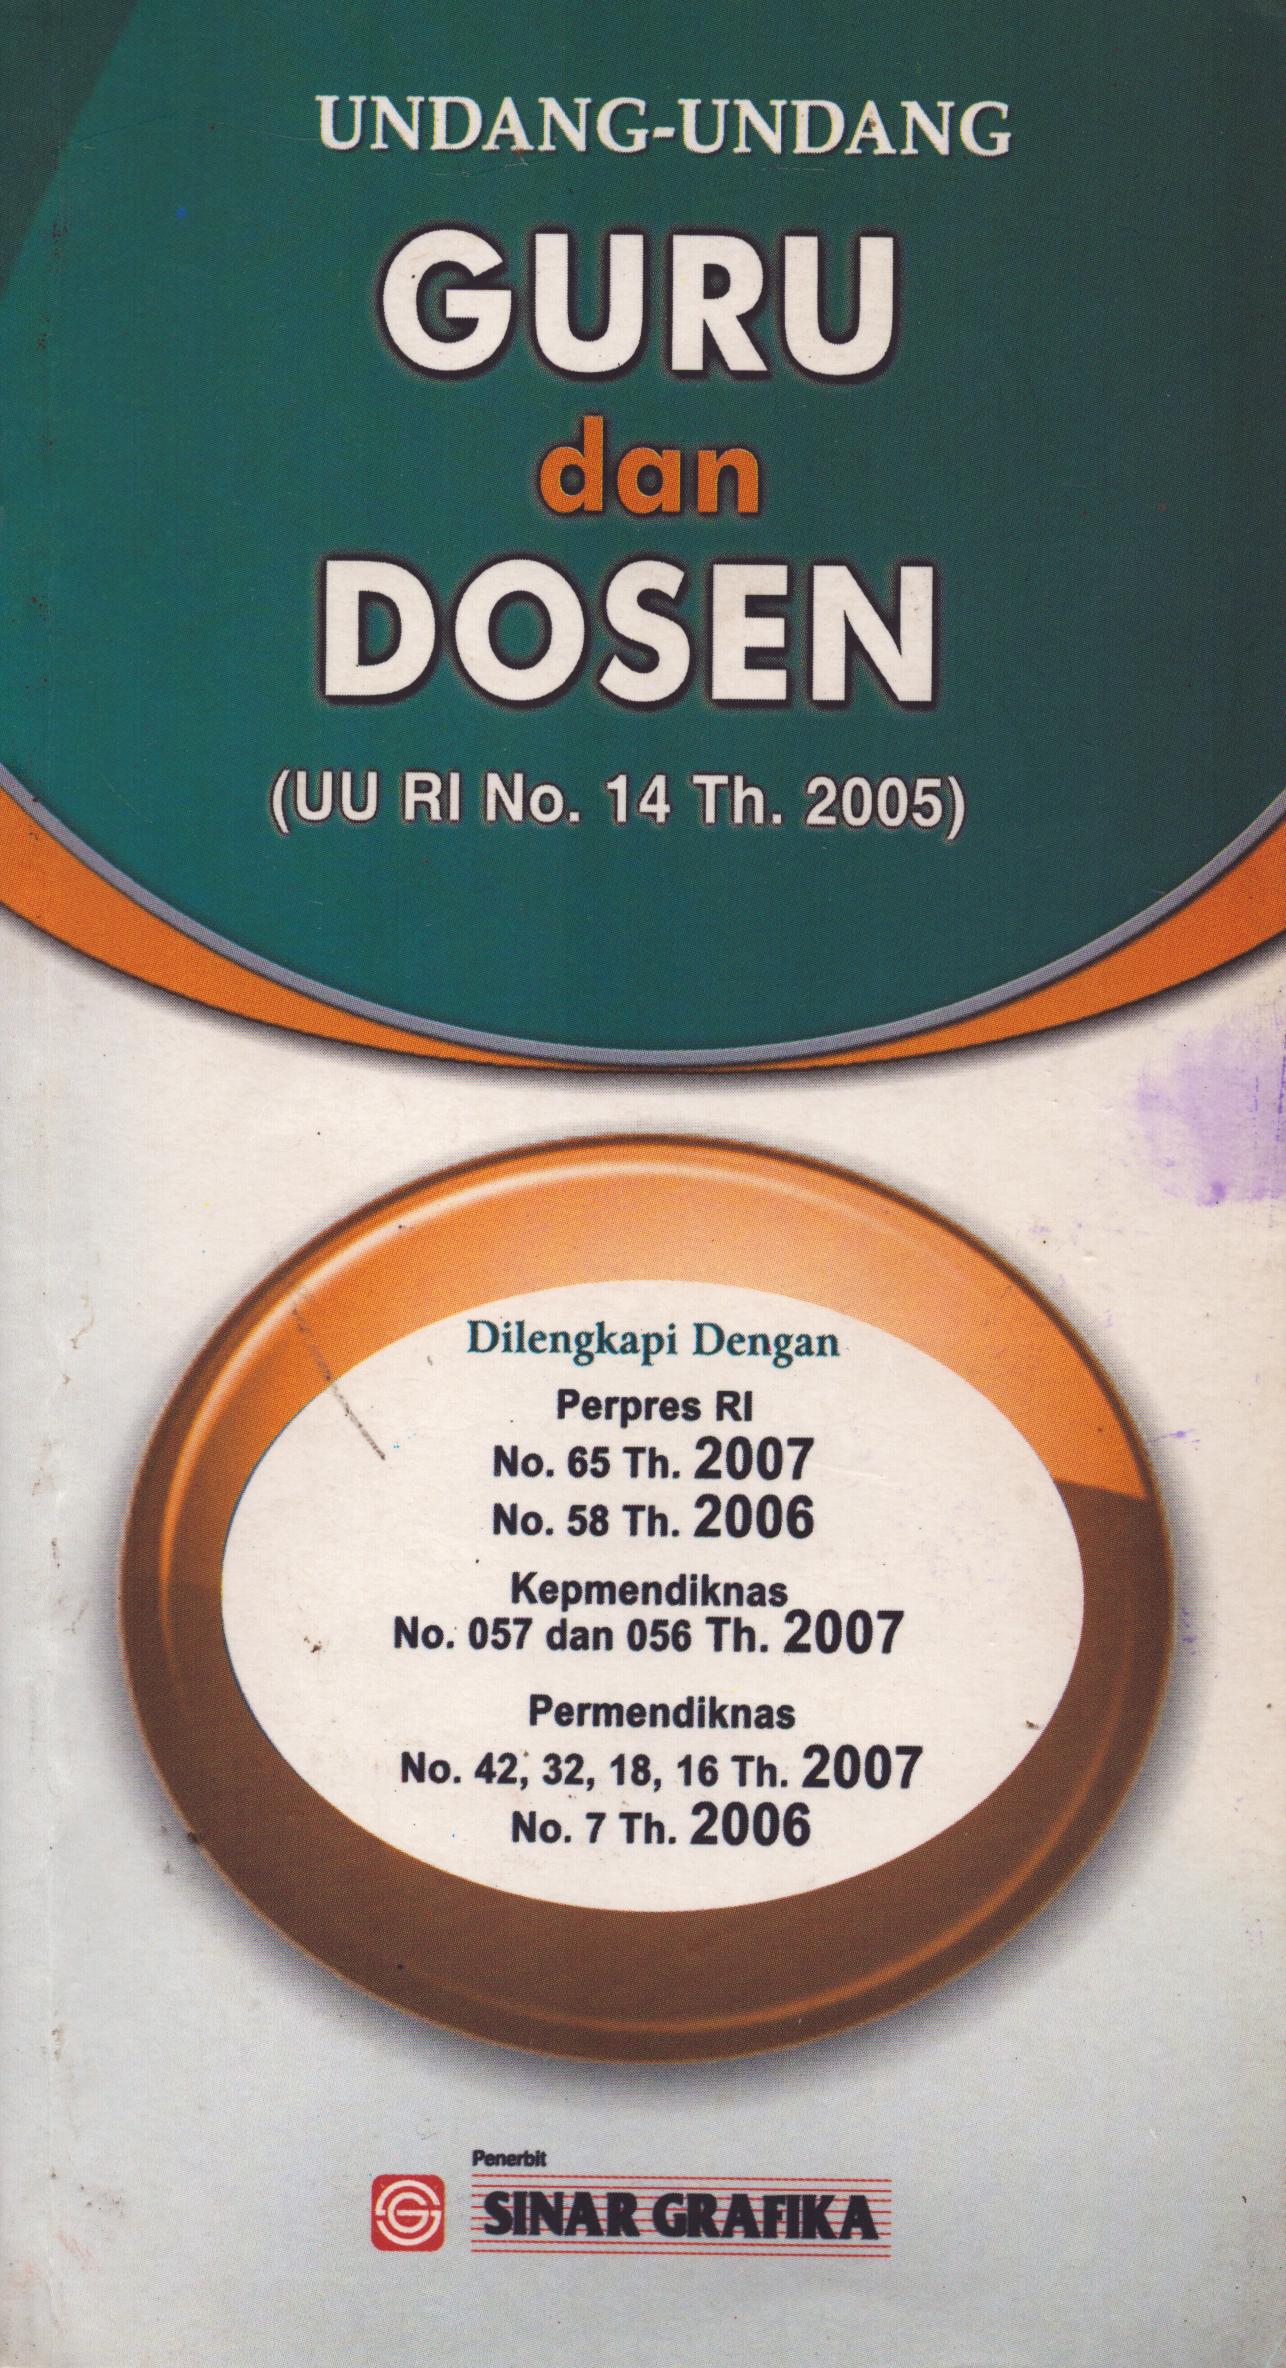 UNDANG-UNDANG
GURU
dan
DOSEN
(UU RI No. 14 Th. 2005)
Dilengkapi Dengan
Perpres RI
No. 65 Th. 2007
No. 58 Th. 2006
Kepmendiknas
No. 057 dan 056 Th. 2007
Permendiknas
No. 42, 32, 18, 16 Th. 2007
No. 7 Th. 2006
Penerbit
SINAR GRAFIKA